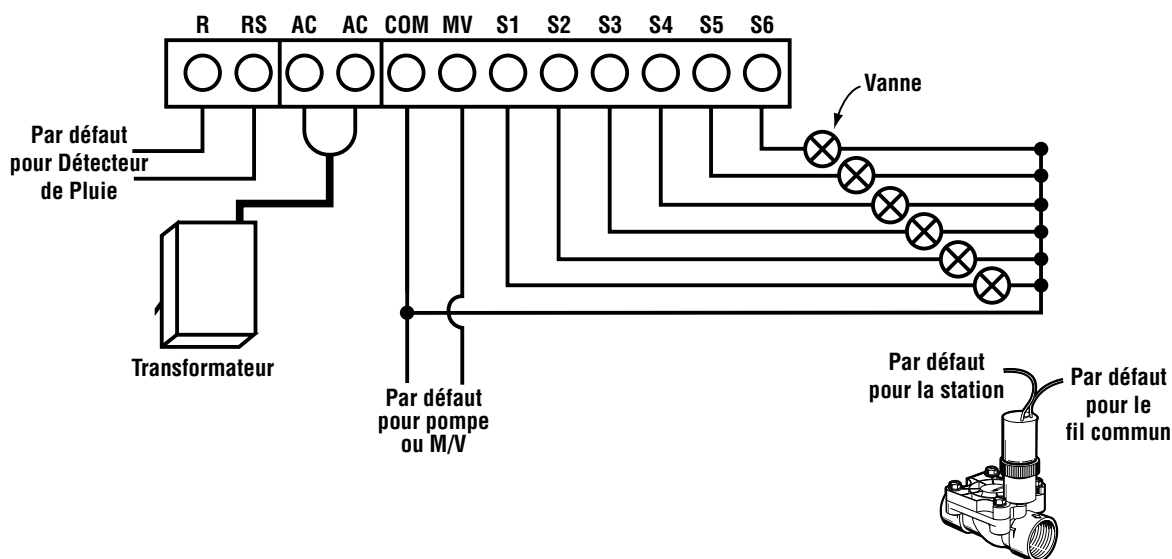 R RS AC AC COM MV S1 S2 S3 S4 S5 S6
Vanne
Par défaut
pour Détecteur
de Pluie
Transformateur
Par défaut
pour pompe
ou M/V
Par défaut
pour la station
Par défaut
pour le
fil commun